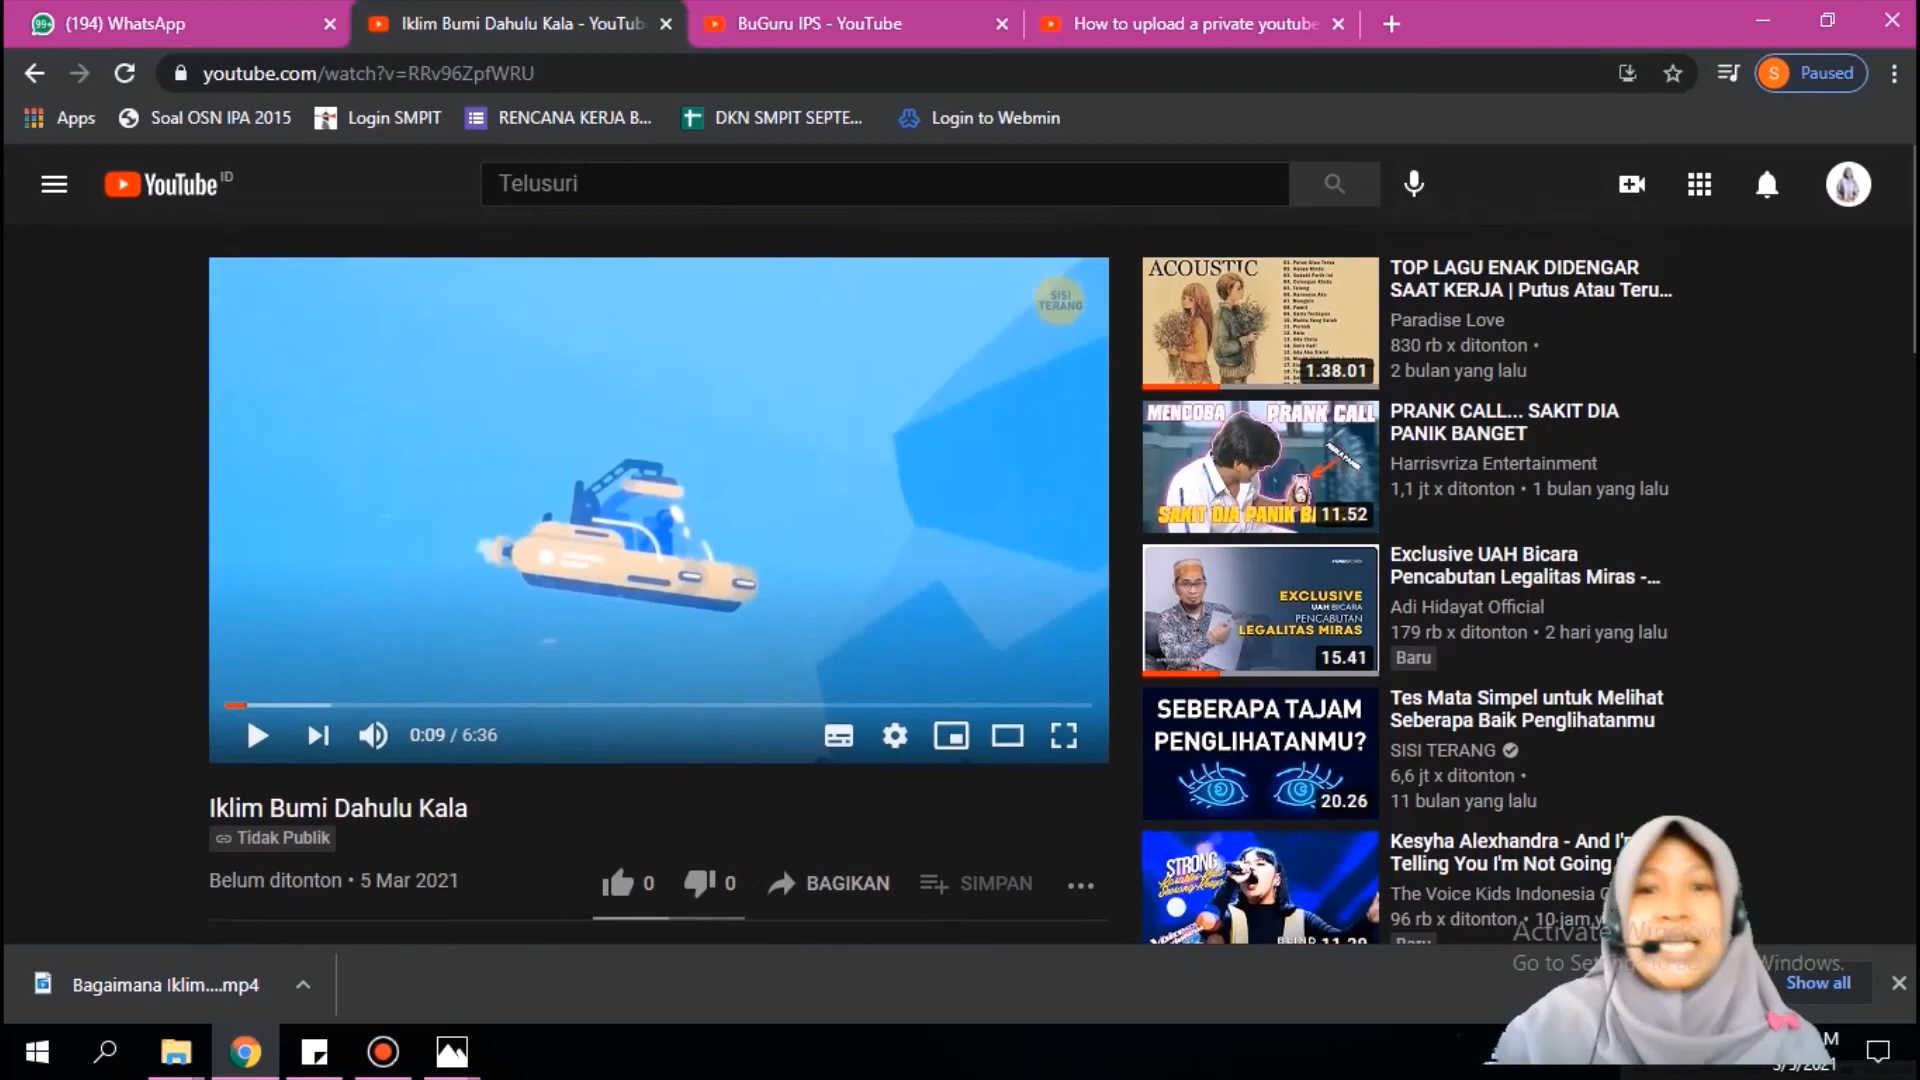 (194) WhatsApp
Iklim Bumi Dahulu Kala - YouTub
BuGuru IPS - YouTube
How to upload a private youtube
youtube.com/watch?v=RRv96ZpfWRU
Paused
Apps
Soal OSN IPA 2015
Login SMPIT
RENCANA KERJA B...
DKN SMPIT SEPTE...
Login to Webmin
YouTube ID
Telusuri
SISI
TERANG
0:09 / 6:36
Iklim Bumi Dahulu Kala
Tidak Publik
Belum ditonton • 5 Mar 2021
0
0
BAGIKAN
SIMPAN
ACOUSTIC
1.38.01
TOP LAGU ENAK DIDENGAR
SAAT KERJA | Putus Atau Teru...
Paradise Love
830 rb x ditonton •
2 bulan yang lalu
MENCOBA PRANK CALL
SAKIT DIA PANIK
11.52
PRANK CALL... SAKIT DIA
PANIK BANGET
Harrisvriza Entertainment
1,1 jt x ditonton • 1 bulan yang lalu
EXCLUSIVE
UAH BICARA
PENCABUTAN
LEGALITAS MIRAS
15.41
Exclusive UAH Bicara
Pencabutan Legalitas Miras -...
Adi Hidayat Official
179 rb x ditonton • 2 hari yang lalu
Baru
SEBERAPA TAJAM
PENGLIHATANMU?
20.26
Tes Mata Simpel untuk Melihat
Seberapa Baik Penglihatanmu
SISI TERANG
6,6 jt x ditonton •
11 bulan yang lalu
STRONG
Kesyha Alexhandra - And I'
Telling You I'm Not Going
The Voice Kids Indonesia
96 rb x ditonton • 10 jam
Activate
Go to
Windows.
Bagaimana Iklim....mp4
Show all